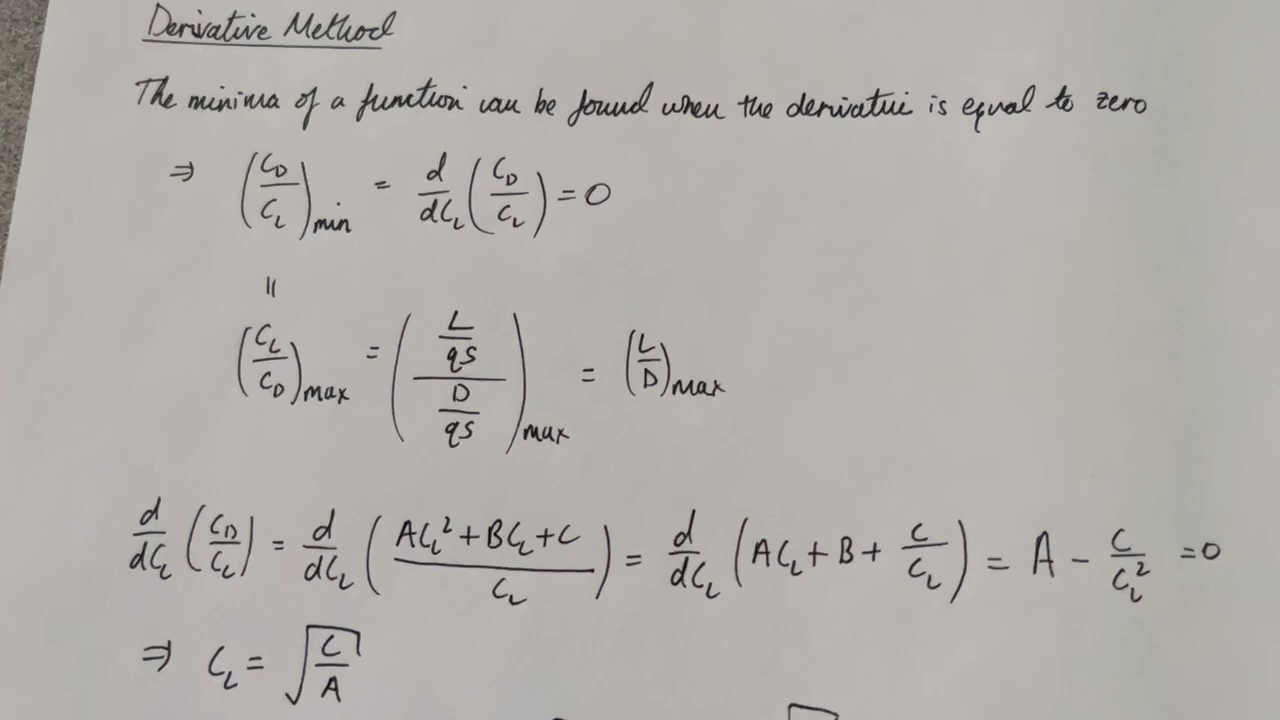 Derivative Method
The minima of a function can be found when the derivative is equal to zero
⇒ (C_D/C_L)_min = d/dC_L (C_D/C_L) = 0
=
(C_L/C_D)_max = ((L/qS)/(D/qS))_max = (L/D)_max
d/dC_L (C_D/C_L) = d/dC_L ((AC_L² + BC_L + C)/C_L) = d/dC_L (AC_L + B + C/C_L) = A - C/C_L² = 0
⇒ C_L = √(C/A)